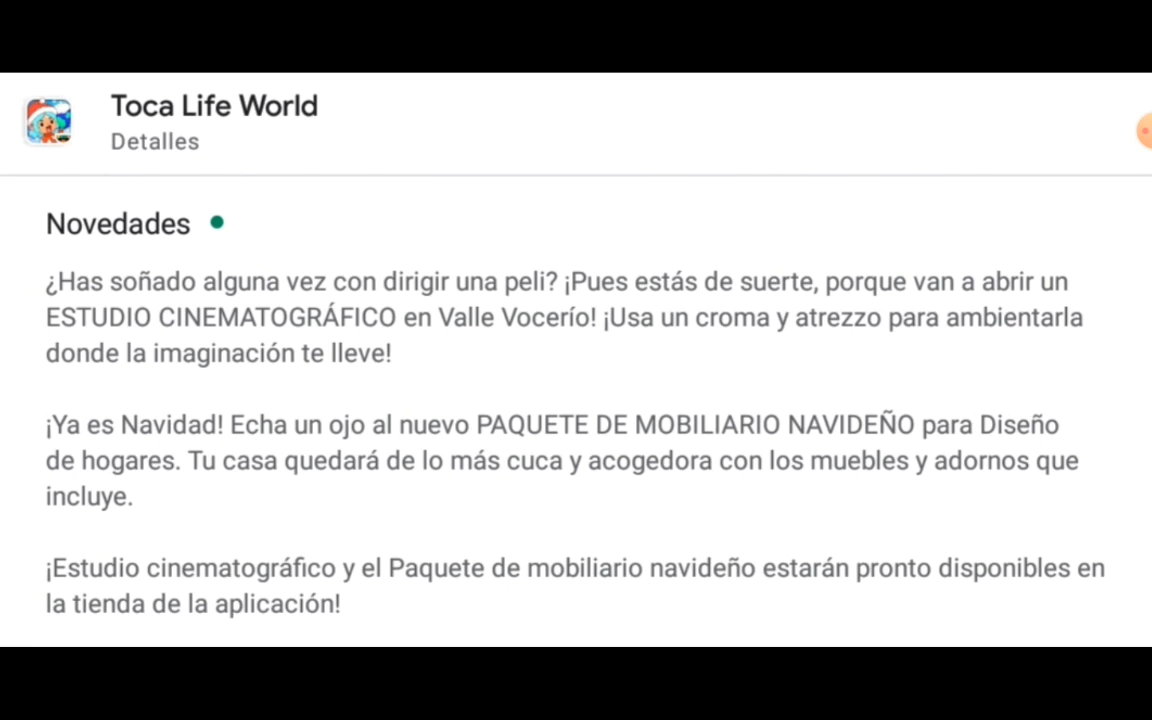 Toca Life World
Detalles
Novedades
¿Has soñado alguna vez con dirigir una peli? ¡Pues estás de suerte, porque van a abrir un
ESTUDIO CINEMATOGRÁFICO en Valle Vocerío! ¡Usa un croma y atrezzo para ambientarla
donde la imaginación te lleve!
¡Ya es Navidad! Echa un ojo al nuevo PAQUETE DE MOBILIARIO NAVIDEÑO para Diseño
de hogares. Tu casa quedará de lo más cuca y acogedora con los muebles y adornos que
incluye.
¡Estudio cinematográfico y el Paquete de mobiliario navideño estarán pronto disponibles en
la tienda de la aplicación!